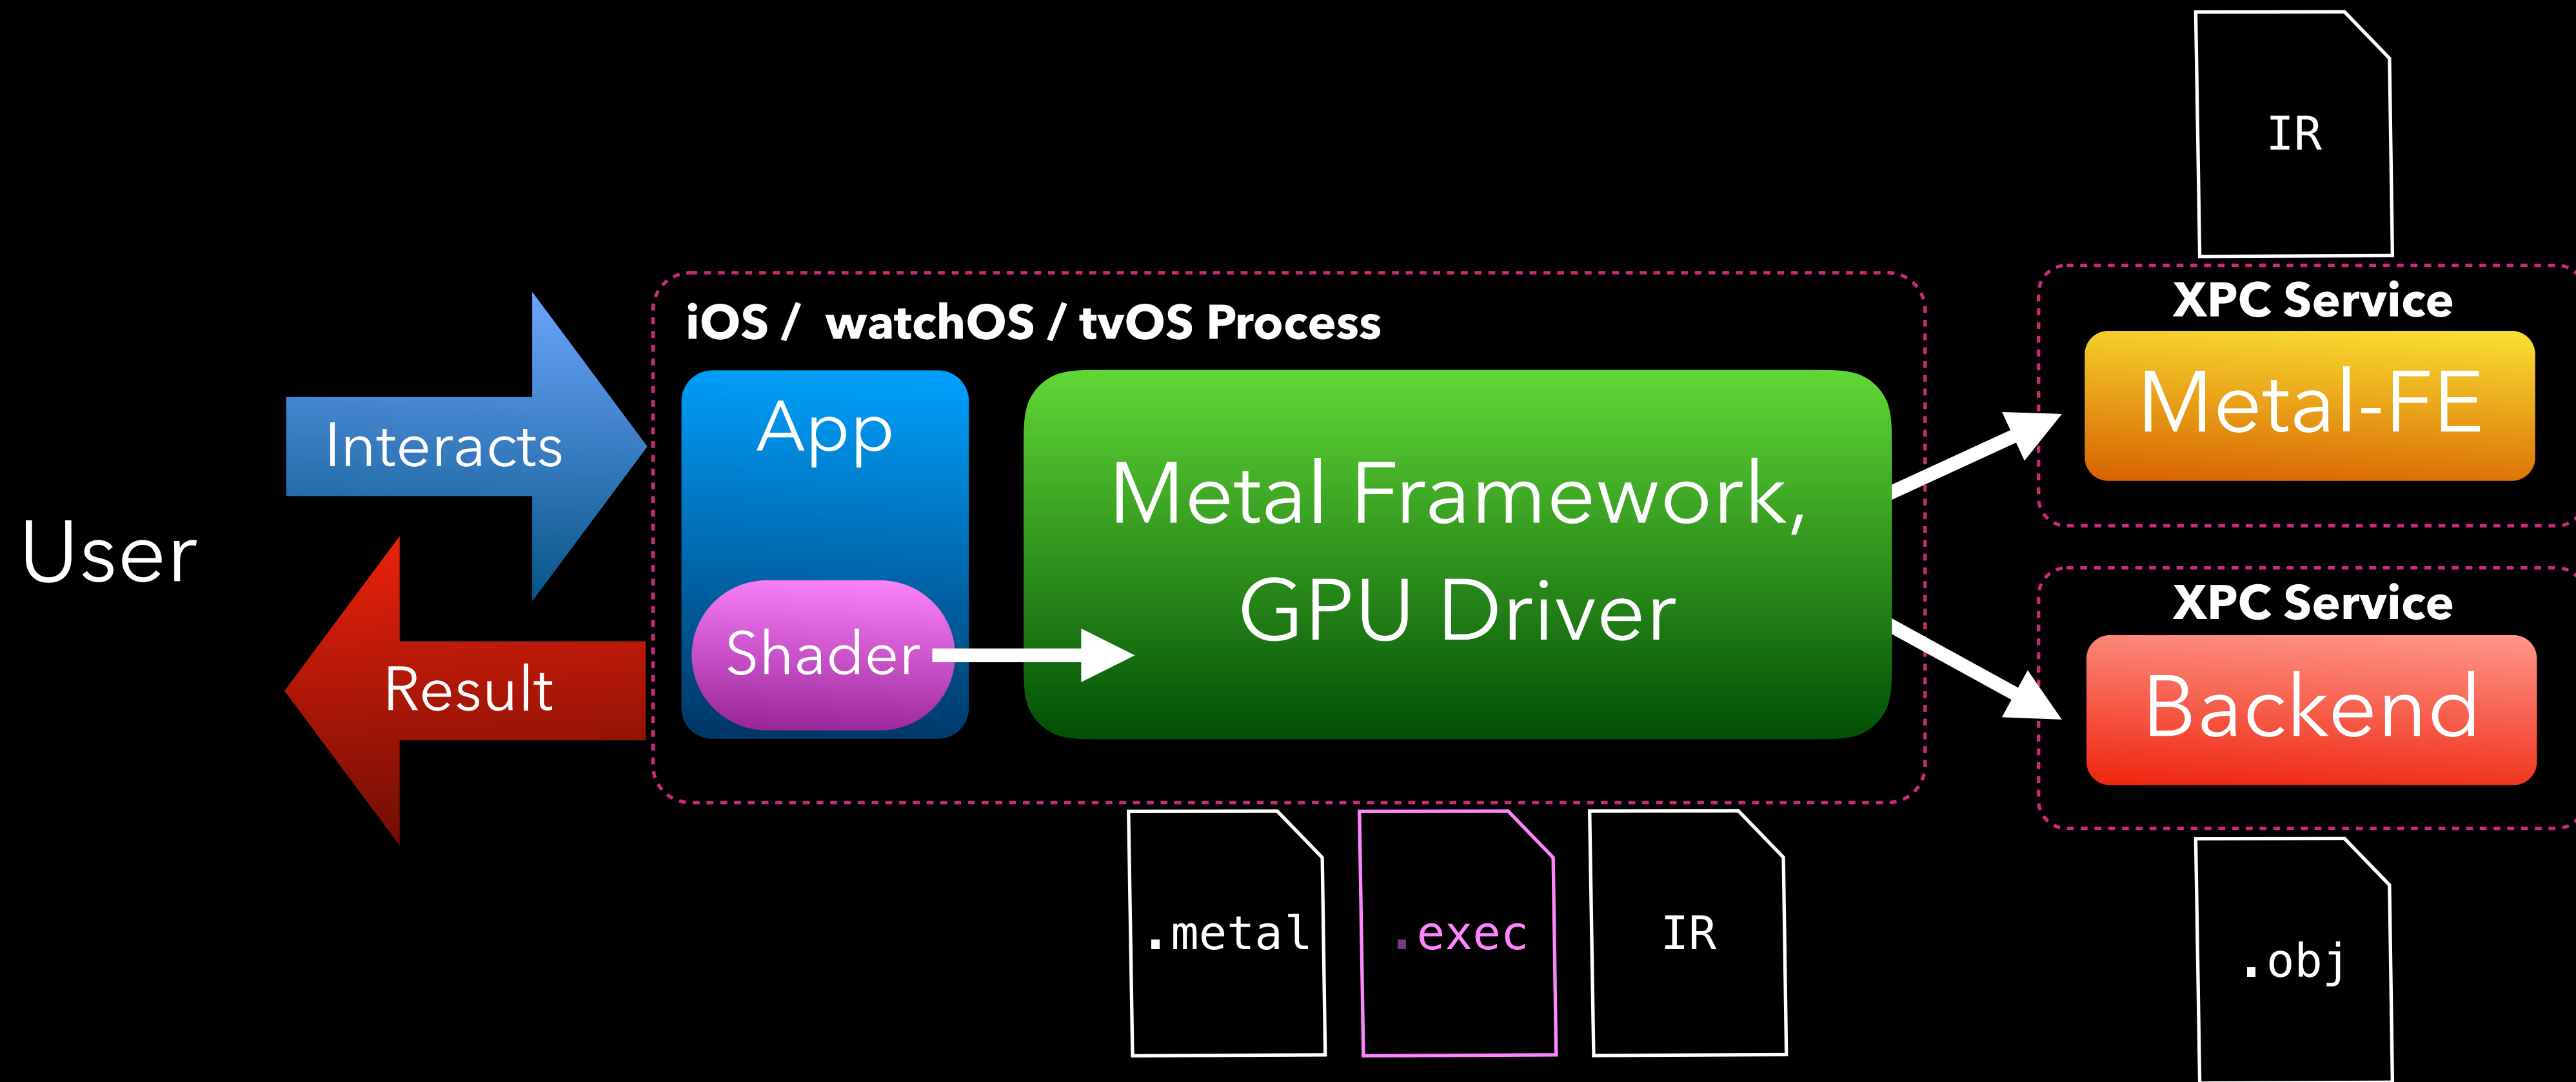 IR
XPC Service
Metal-FE
iOS /  watchOS / tvOS Process
App
Interacts
Metal Framework,
GPU Driver
User
Shader
Result
XPC Service
Backend
.metal
.exec
IR
.obj